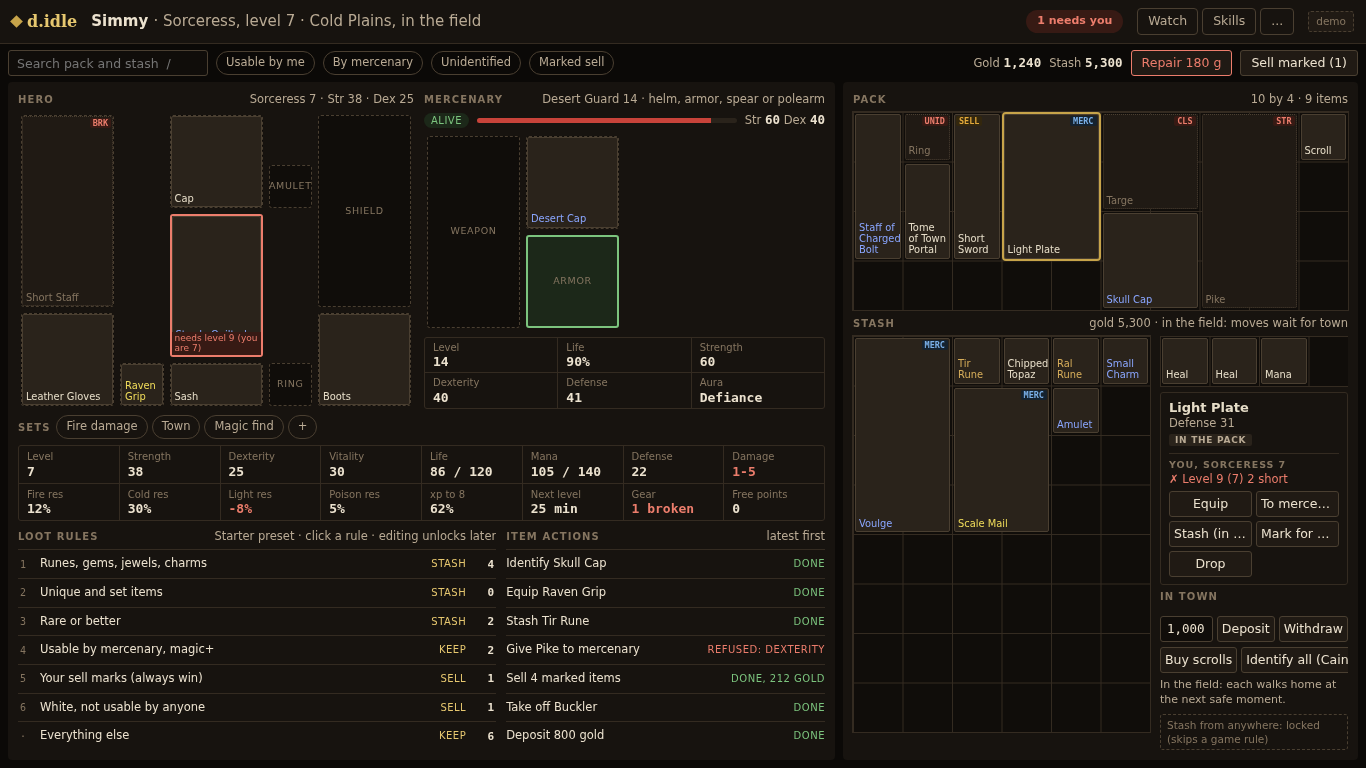 d.idle Simmy · Sorceress, level 7 · Cold Plains, in the field
1 needs you
Watch
Skills
...
demo
Search pack and stash /
Usable by me
By mercenary
Unidentified
Marked sell
Gold 1,240 Stash 5,300
Repair 180 g
Sell marked (1)
HERO
Sorceress 7 · Str 38 · Dex 25
BRK
Short Staff
Cap
AMULET
SHIELD
needs level 9 (you
are 7)
Leather Gloves
Raven
Grip
Sash
RING
Boots
MERCENARY
Desert Guard 14 · helm, armor, spear or polearm
ALIVE
Str 60 Dex 40
WEAPON
Desert Cap
ARMOR
Level
14
Life
90%
Strength
60
Dexterity
40
Defense
41
Aura
Defiance
SETS
Fire damage
Town
Magic find
+
Level
7
Strength
38
Dexterity
25
Vitality
30
Life
86 / 120
Mana
105 / 140
Defense
22
Damage
1-5
Fire res
12%
Cold res
30%
Light res
-8%
Poison res
5%
xp to 8
62%
Next level
25 min
Gear
1 broken
Free points
0
LOOT RULES
Starter preset · click a rule · editing unlocks later
1 Runes, gems, jewels, charms STASH 4
2 Unique and set items STASH 0
3 Rare or better STASH 2
4 Usable by mercenary, magic+ KEEP 2
5 Your sell marks (always win) SELL 1
6 White, not usable by anyone SELL 1
· Everything else KEEP 6
ITEM ACTIONS
latest first
Identify Skull Cap DONE
Equip Raven Grip DONE
Stash Tir Rune DONE
Give Pike to mercenary REFUSED: DEXTERITY
Sell 4 marked items DONE, 212 GOLD
Take off Buckler DONE
Deposit 800 gold DONE
PACK
10 by 4 · 9 items
Staff of
Charged
Bolt
UNID
Ring
Tome
of Town
Portal
SELL
Short
Sword
MERC
Light Plate
CLS
Targe
Skull Cap
STR
Pike
Scroll
STASH
gold 5,300 · in the field: moves wait for town
MERC
Voulge
Tir
Rune
Chipped
Topaz
Ral
Rune
Small
Charm
MERC
Scale Mail
Amulet
Heal
Heal
Mana
Light Plate
Defense 31
IN THE PACK
YOU, SORCERESS 7
✗ Level 9 (7) 2 short
Equip
To merce…
Stash (in …
Mark for …
Drop
IN TOWN
1,000
Deposit
Withdraw
Buy scrolls
Identify all (Cain
In the field: each walks home at
the next safe moment.
Stash from anywhere: locked
(skips a game rule)